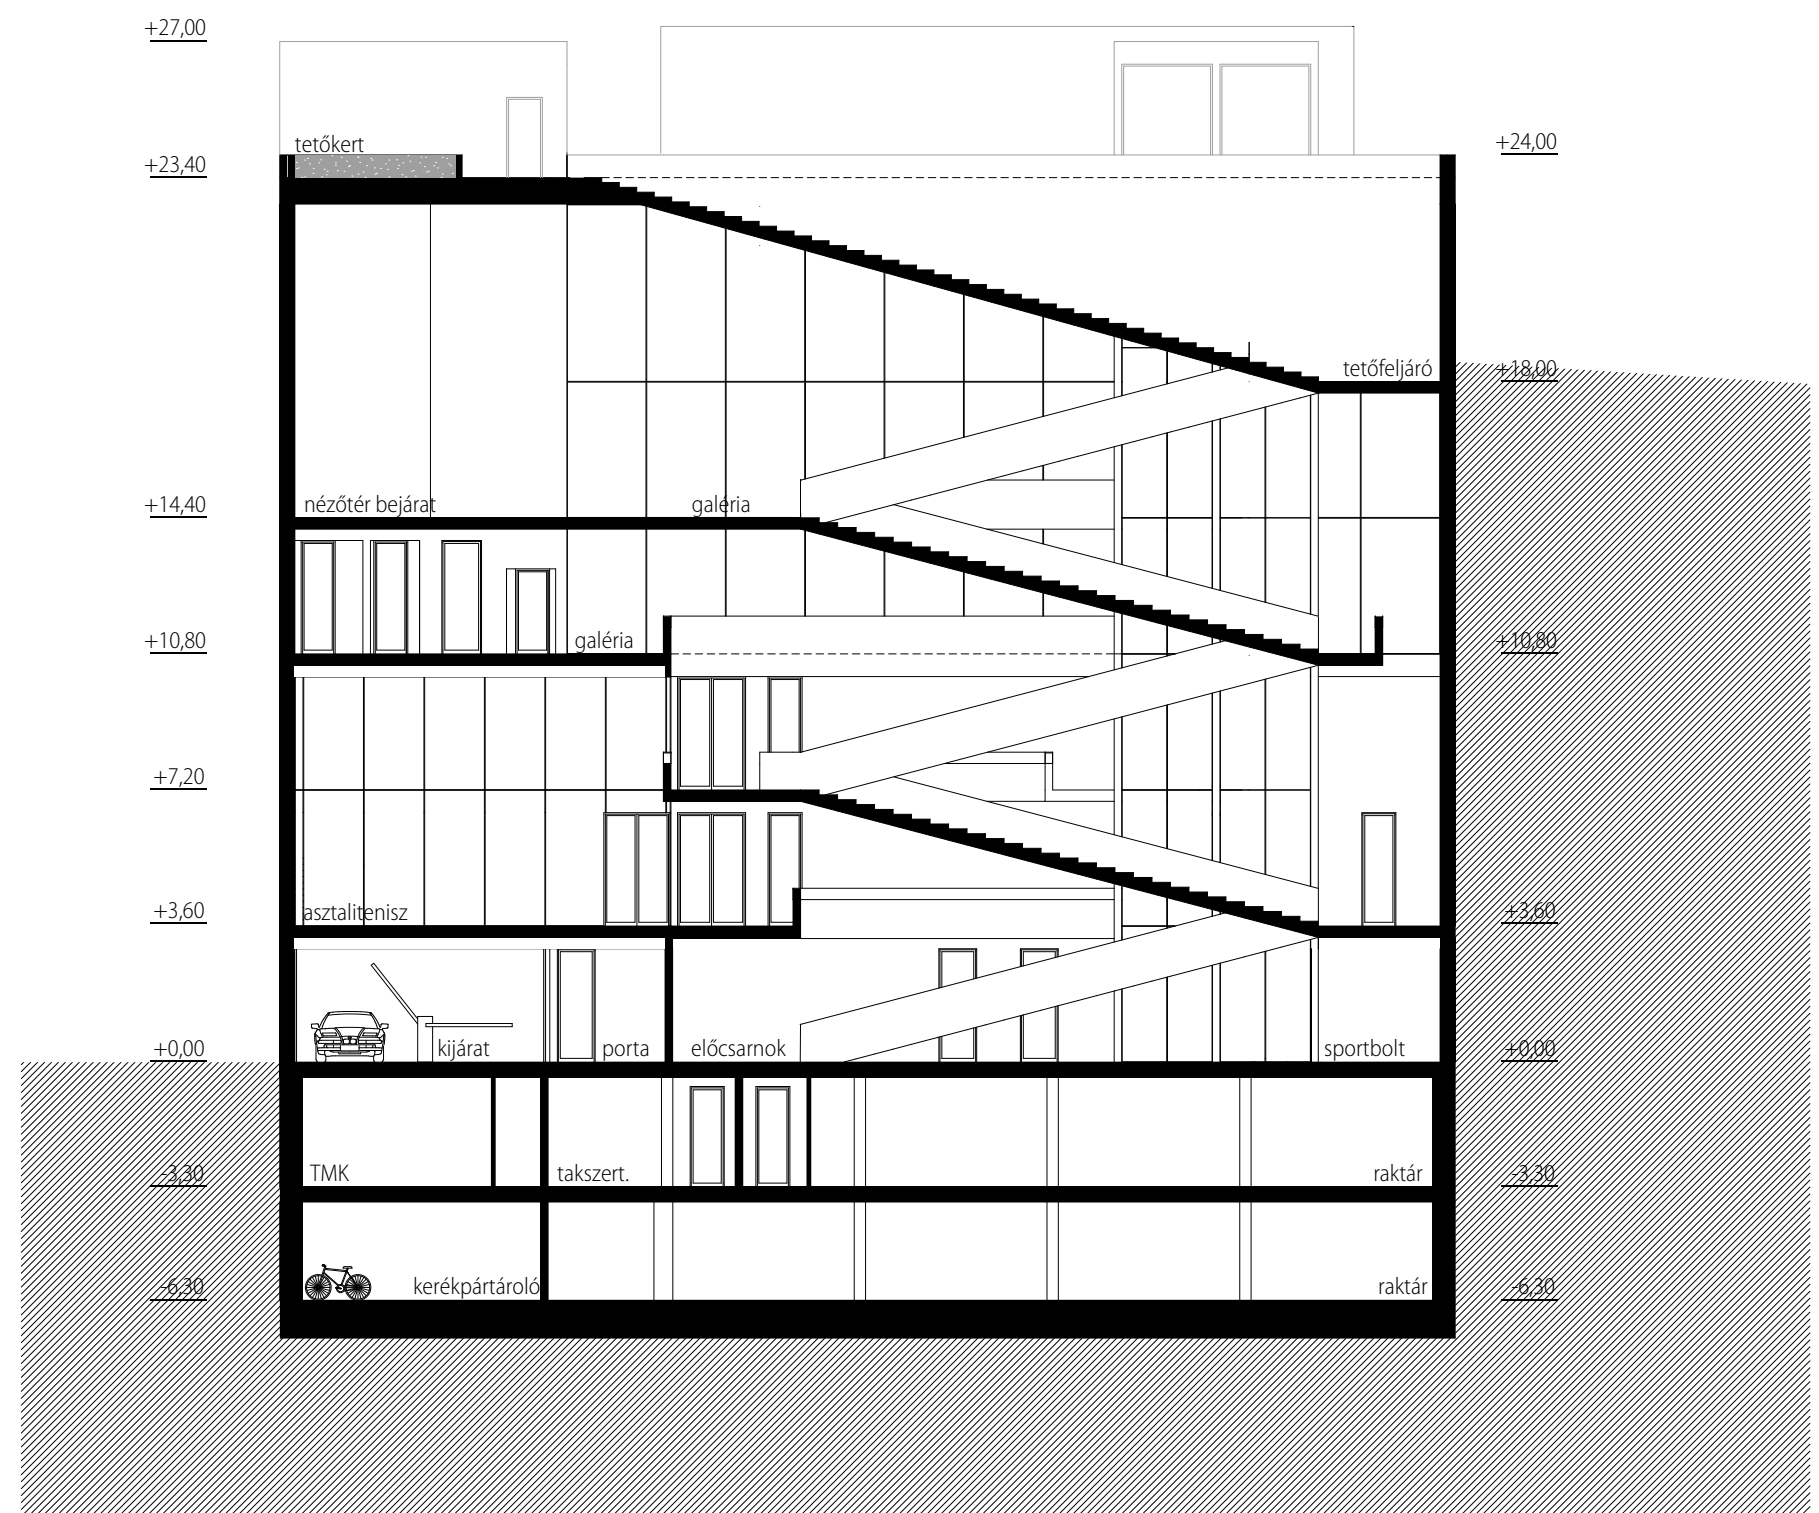 +27,00
tetőkert
+24,00
+23,40
tetőfeljáró
+18,00
+14,40
nézőtér bejárat
galéria
+10,80
galéria
+10,80
+7,20
+3,60
asztalitenisz
+3,60
+0,00
kijárat
porta
előcsarnok
sportbolt
+0,00
-3,30
TMK
takszert.
raktár
-3,30
-6,30
kerékpártároló
raktár
-6,30